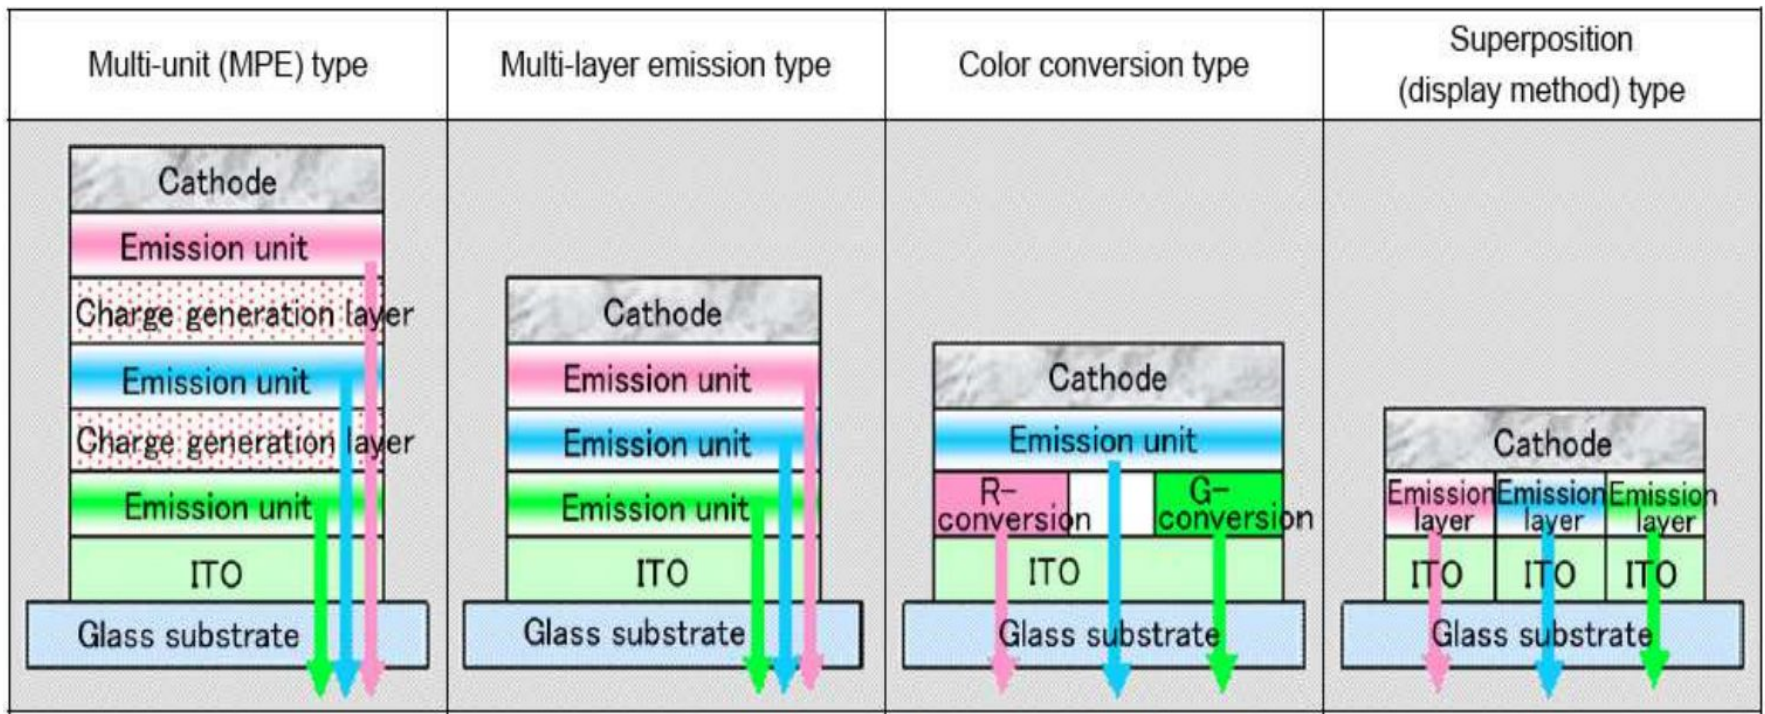 Multi-unit (MPE) type
Multi-layer emission type
Color conversion type
Superposition
(display method) type
Cathode
Emission unit
Charge generation layer
Emission unit
Charge generation layer
Emission unit
ITO
Glass substrate
Cathode
Emission unit
Emission unit
Emission unit
ITO
Glass substrate
Cathode
Emission unit
R-
conversion
G-
conversion
ITO
Glass substrate
Cathode
Emission
layer
Emission
layer
Emission
layer
ITO
ITO
ITO
Glass substrate